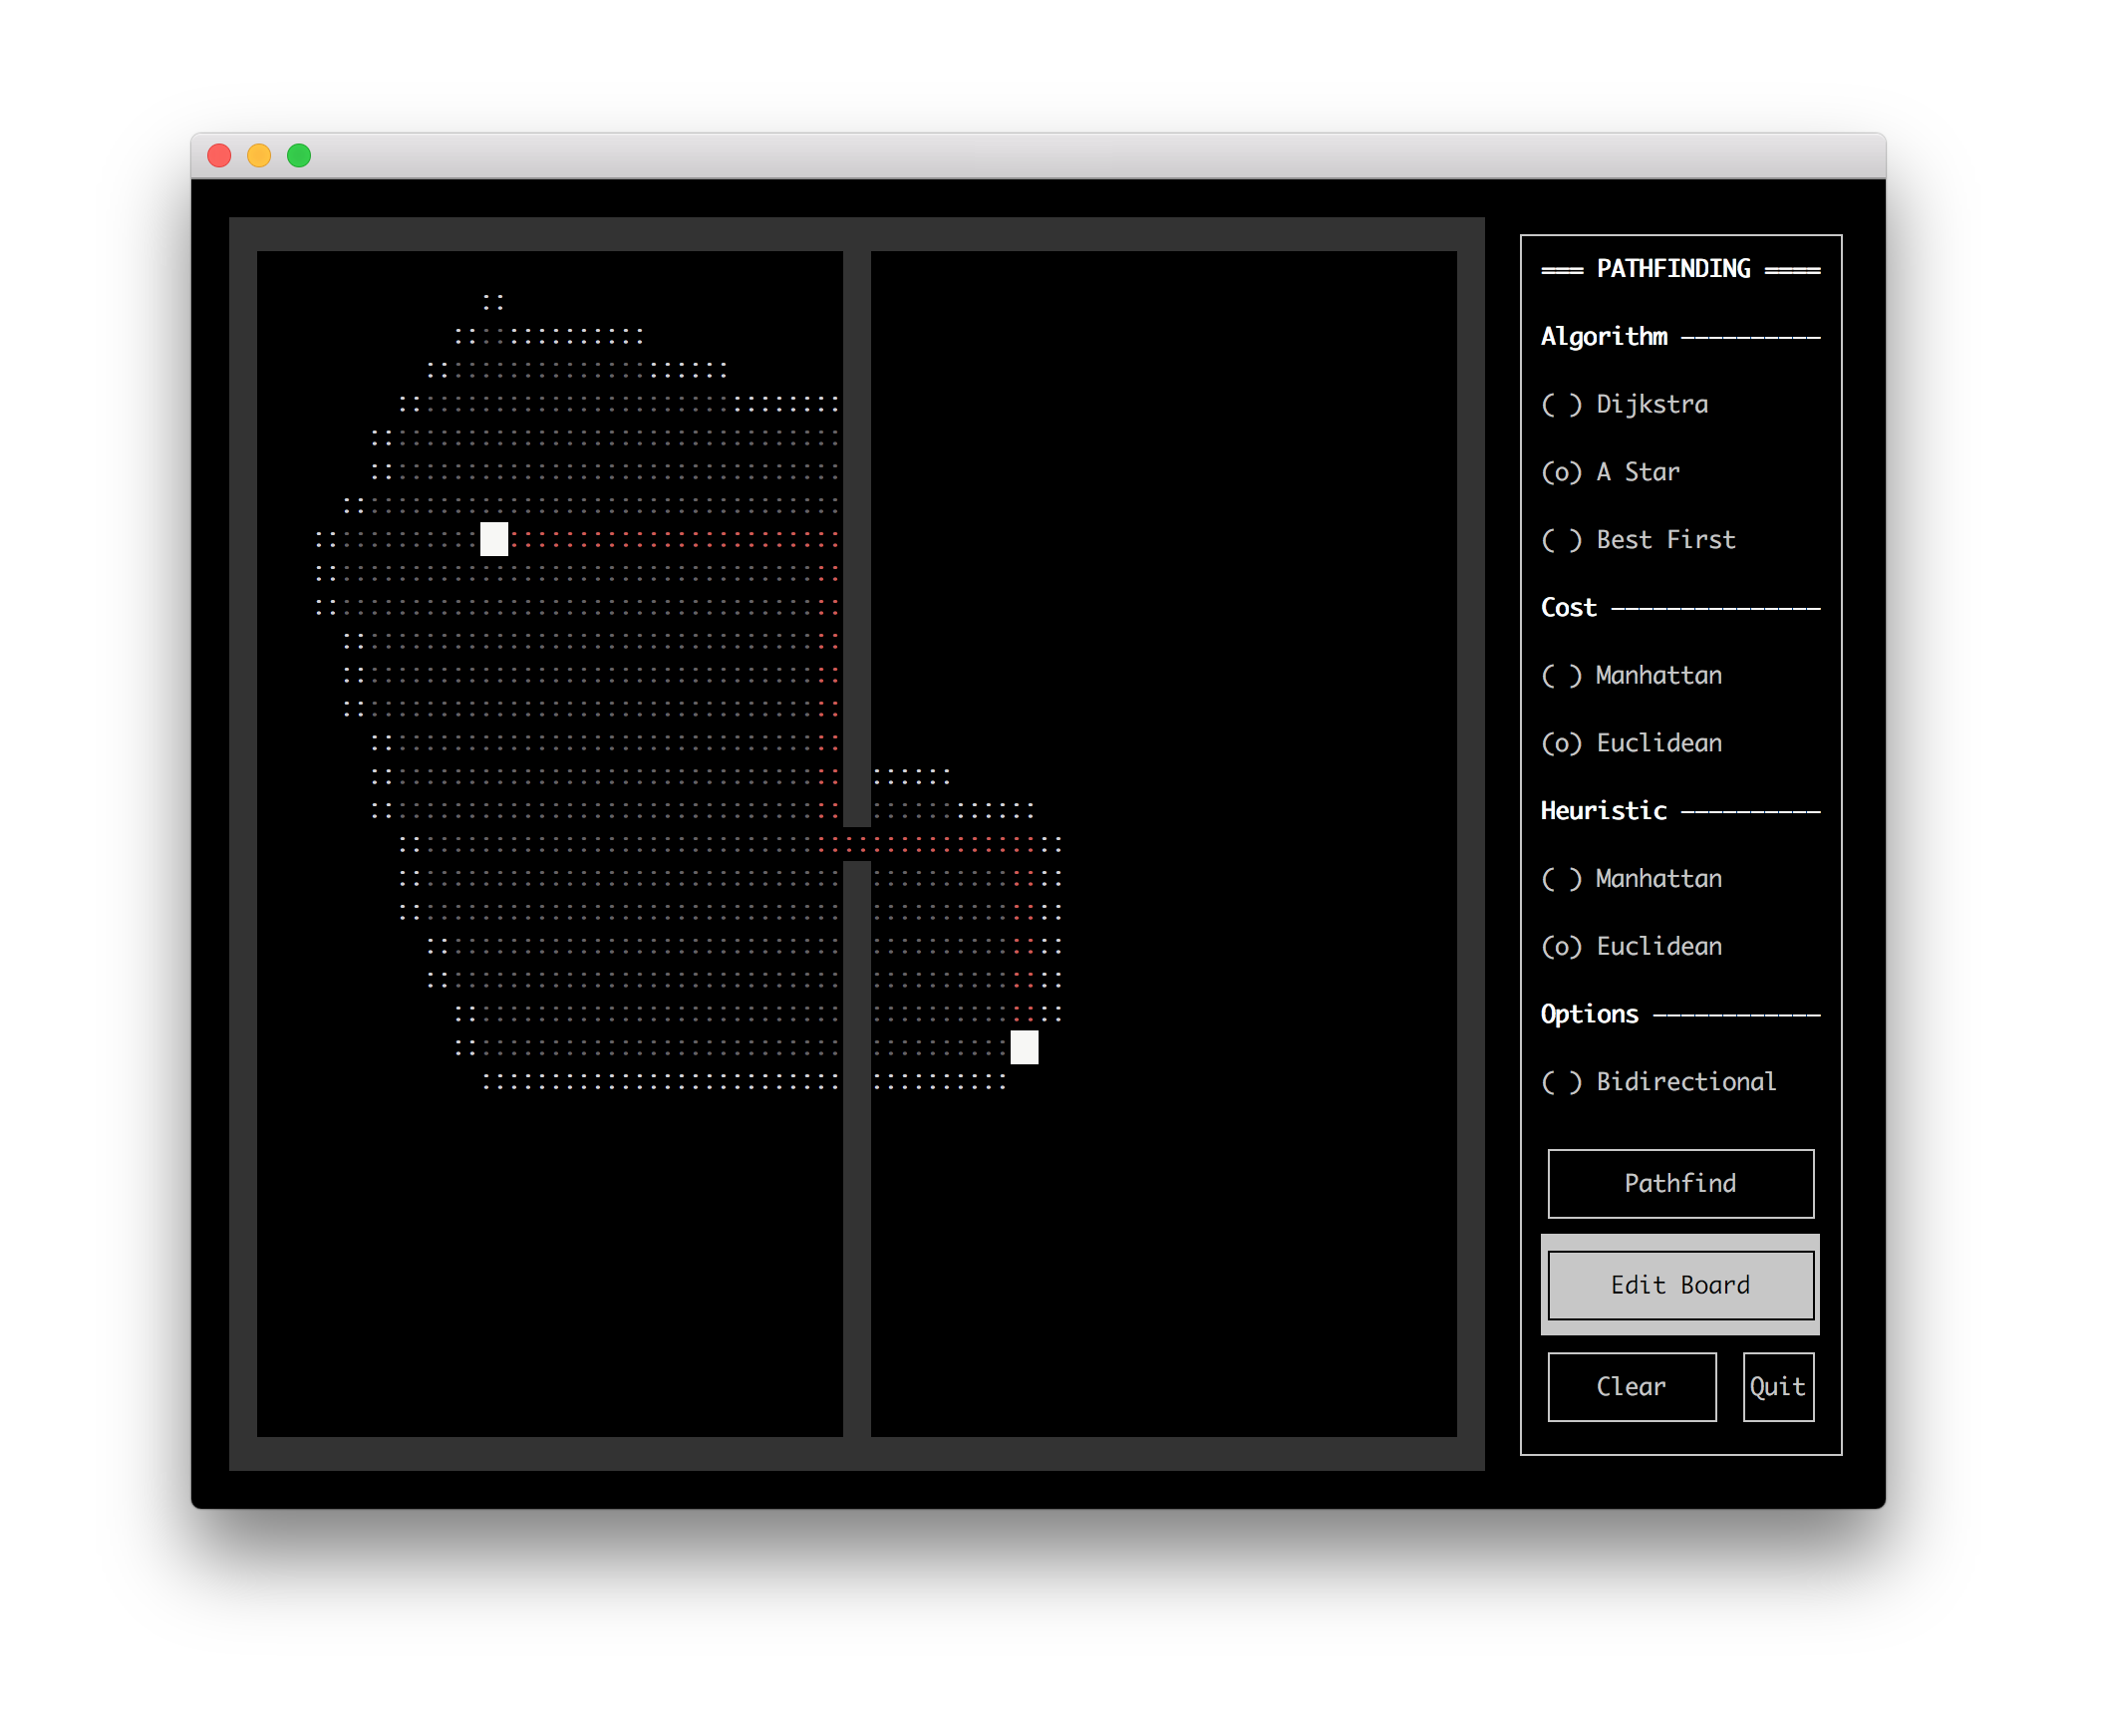 === PATHFINDING ====
Algorithm ----------
( ) Dijkstra
(o) A Star
( ) Best First
Cost ---------------
( ) Manhattan
(o) Euclidean
Heuristic ----------
( ) Manhattan
(o) Euclidean
Options ------------
( ) Bidirectional
Pathfind
Edit Board
Clear Quit